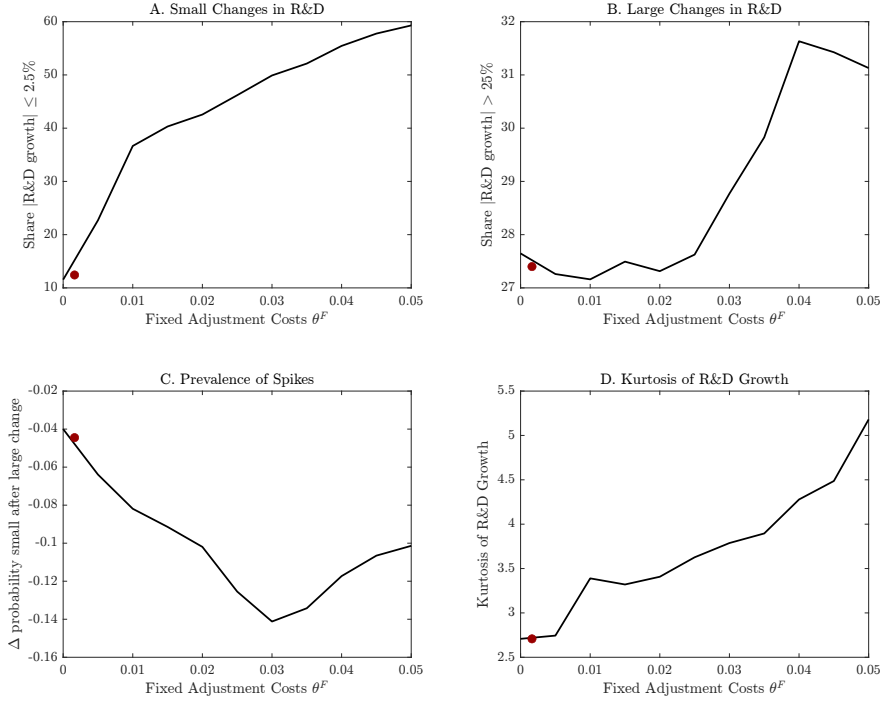 A. Small Changes in R&D
Share |R&D growth| ≤ 2.5%
60
50
40
30
20
10
0 0.01 0.02 0.03 0.04 0.05
Fixed Adjustment Costs θ^F
B. Large Changes in R&D
Share |R&D growth| > 25%
32
31
30
29
28
27
0 0.01 0.02 0.03 0.04 0.05
Fixed Adjustment Costs θ^F
C. Prevalence of Spikes
Δ probability small after large change
-0.02
-0.04
-0.06
-0.08
-0.1
-0.12
-0.14
-0.16
0 0.01 0.02 0.03 0.04 0.05
Fixed Adjustment Costs θ^F
D. Kurtosis of R&D Growth
Kurtosis of R&D Growth
5.5
5
4.5
4
3.5
3
2.5
0 0.01 0.02 0.03 0.04 0.05
Fixed Adjustment Costs θ^F